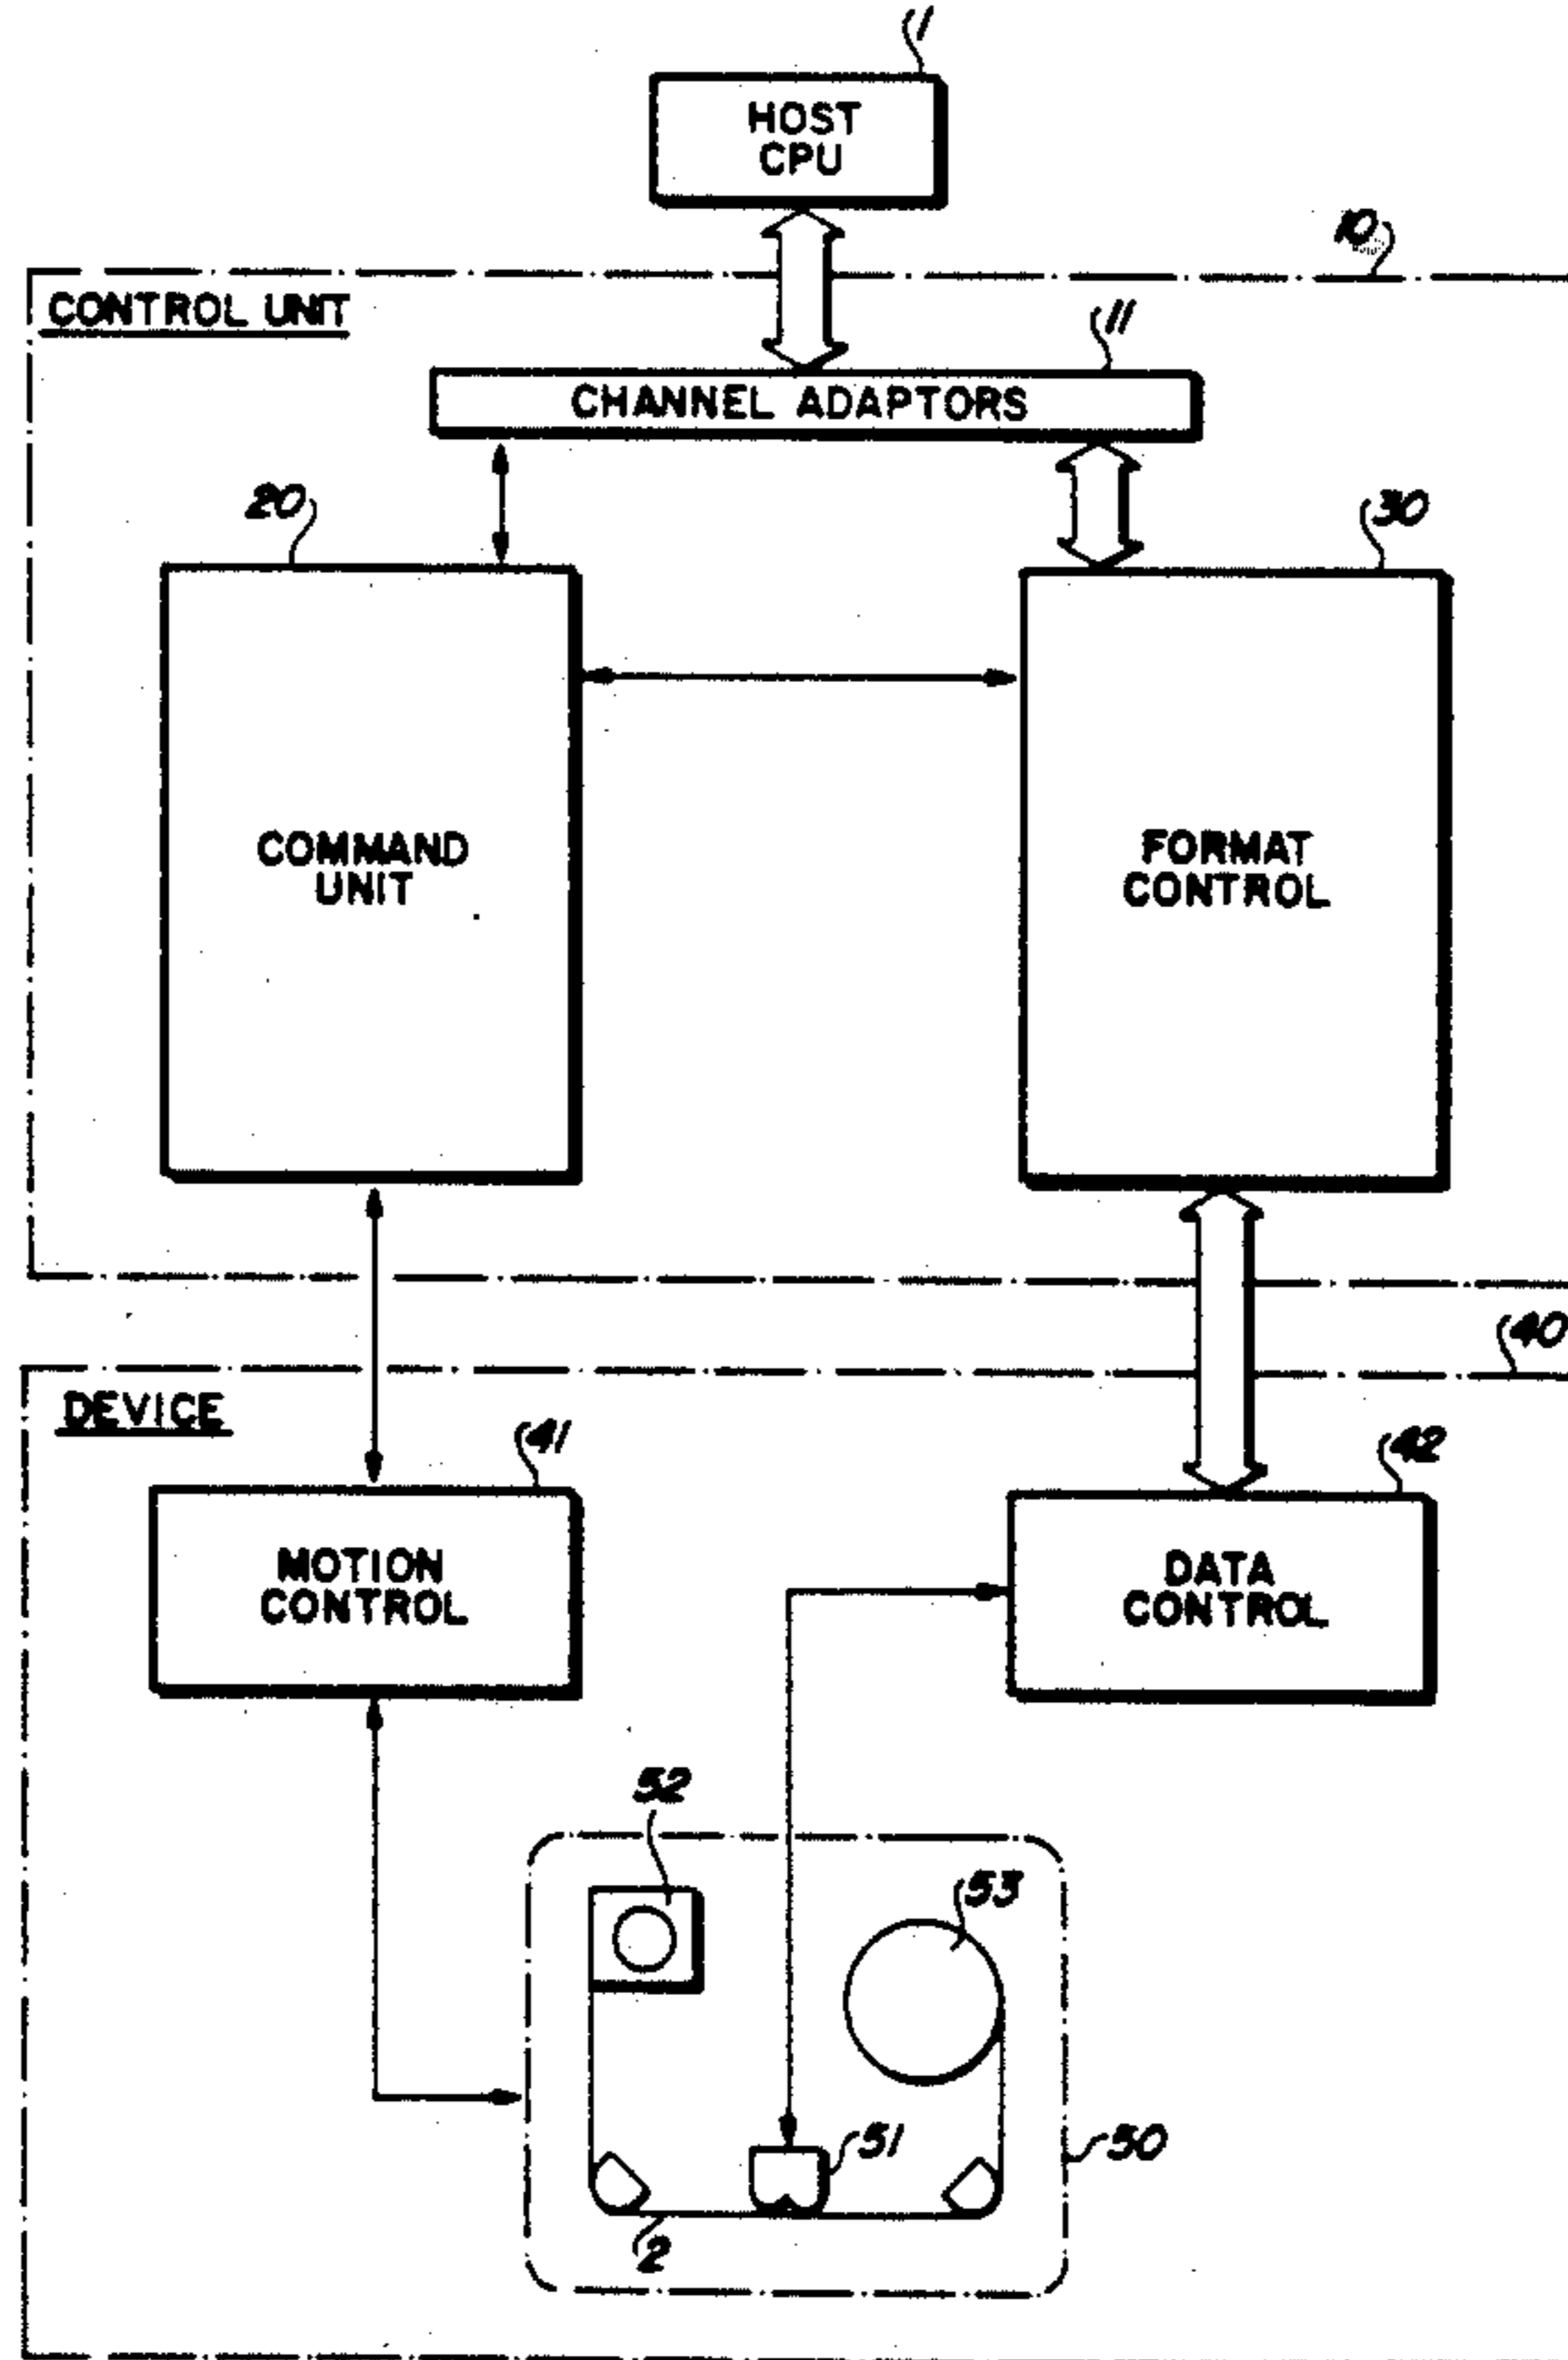 1
HOST
CPU
10
CONTROL UNIT
11
CHANNEL ADAPTORS
20
30
COMMAND
UNIT
FORMAT
CONTROL
40
DEVICE
41
42
MOTION
CONTROL
DATA
CONTROL
52
53
51
50
2